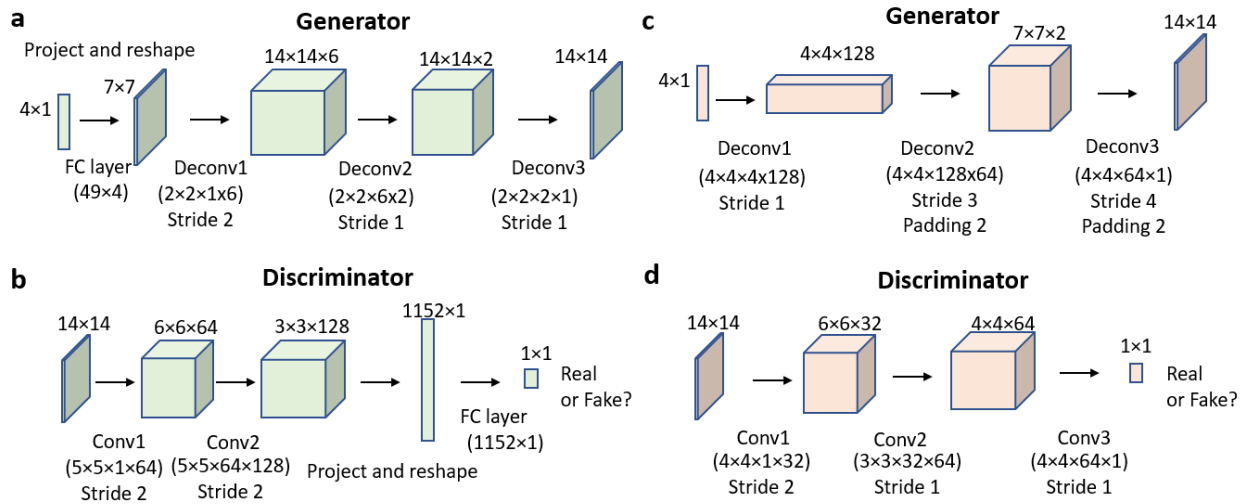 a
Generator
Project and reshape
4×1
7×7
14×14×6
14×14×2
14×14
FC layer
(49×4)
Deconv1
(2×2×1x6)
Stride 2
Deconv2
(2×2×6x2)
Stride 1
Deconv3
(2×2×2×1)
Stride 1
b
Discriminator
14×14
6×6×64
3×3×128
1152×1
1×1
Real
or Fake?
Conv1
(5×5×1×64)
Stride 2
Conv2
(5×5×64×128)
Stride 2
Project and reshape
FC layer
(1152×1)
c
Generator
4×1
4×4×128
7×7×2
14×14
Deconv1
(4×4×4x128)
Stride 1
Deconv2
(4×4×128x64)
Stride 3
Padding 2
Deconv3
(4×4×64×1)
Stride 4
Padding 2
d
Discriminator
14×14
6×6×32
4×4×64
1×1
Real
or Fake?
Conv1
(4×4×1×32)
Stride 2
Conv2
(3×3×32×64)
Stride 1
Conv3
(4×4×64×1)
Stride 1